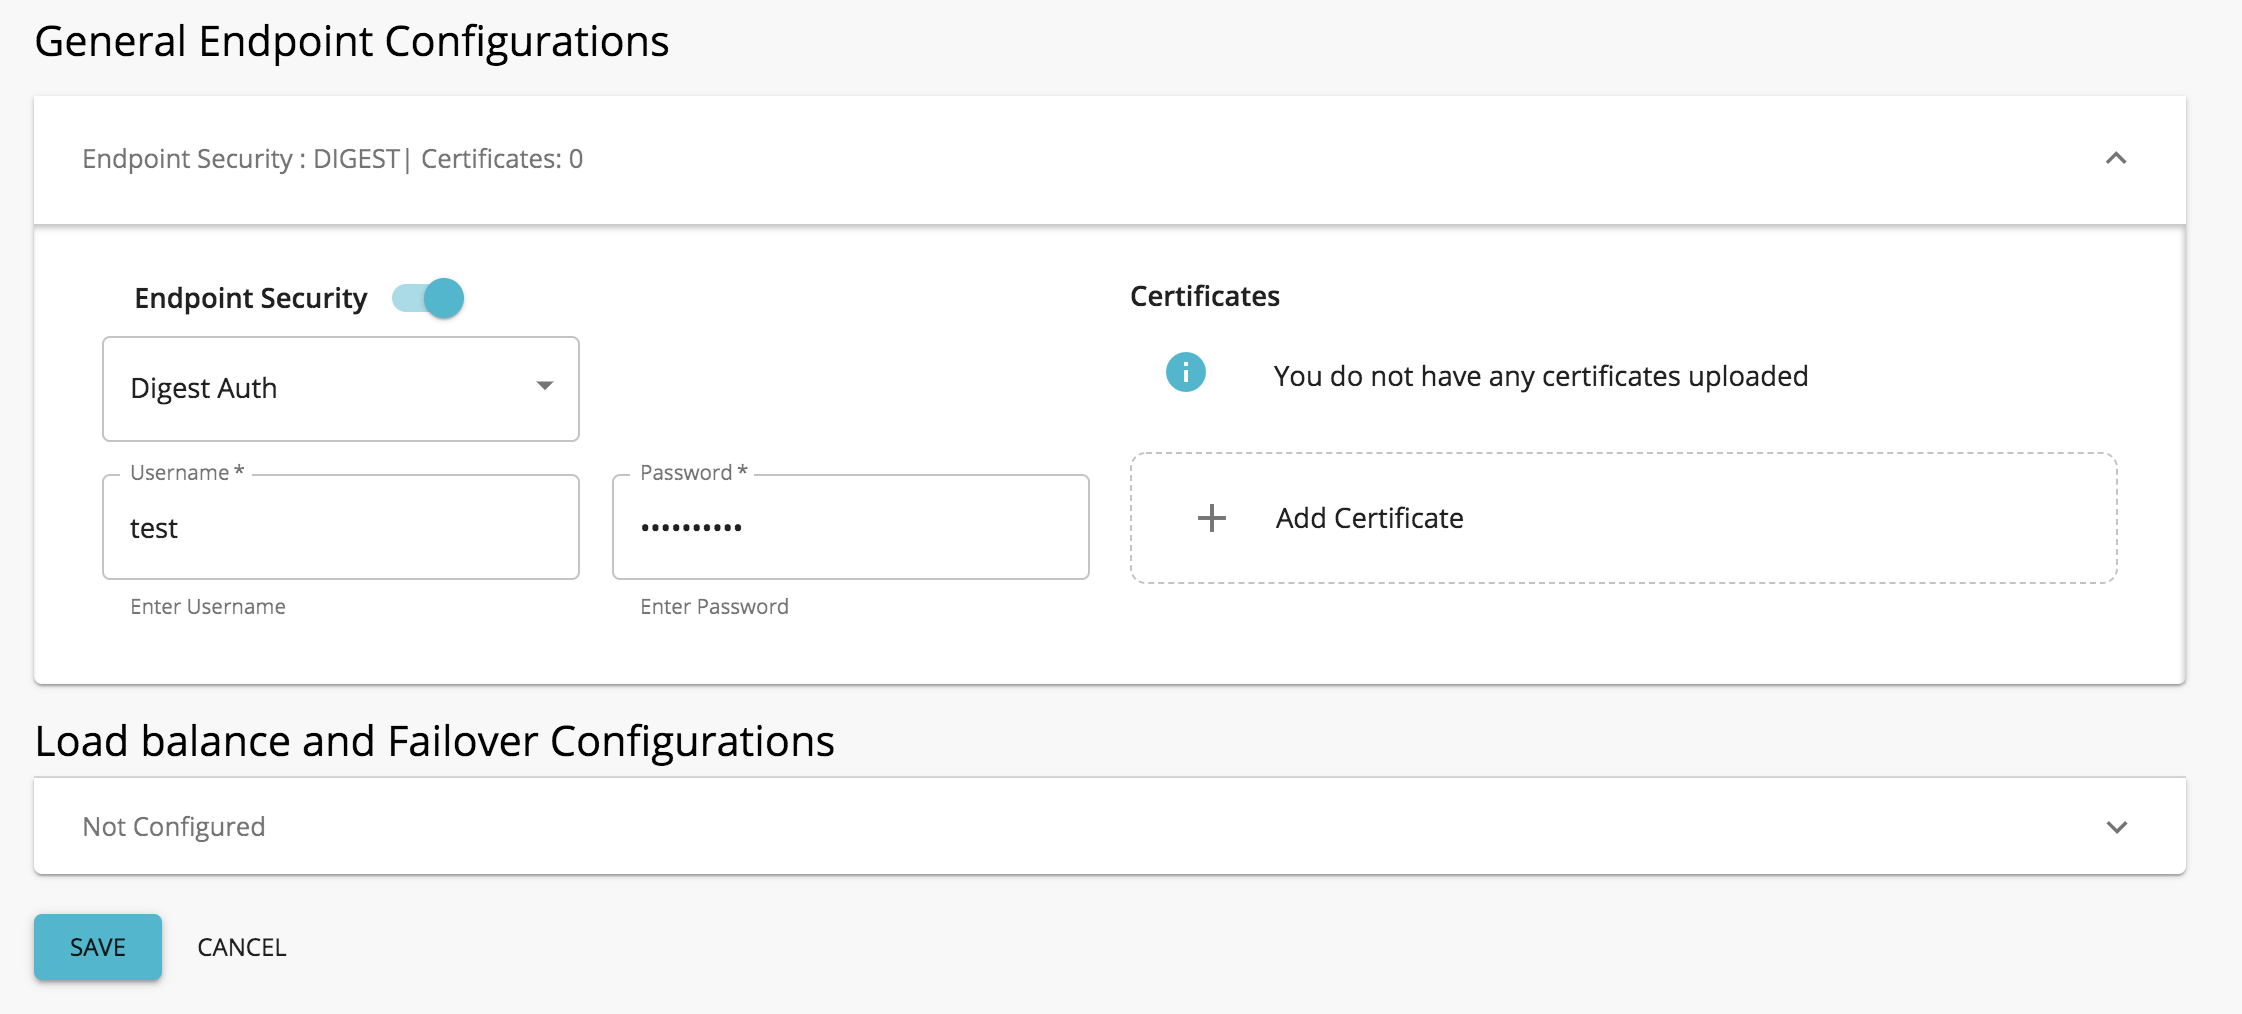 General Endpoint Configurations
Endpoint Security : DIGEST| Certificates: 0
Endpoint Security
Certificates
Digest Auth
You do not have any certificates uploaded
Username *
Password *
test
••••••••••
Add Certificate
Enter Username
Enter Password
Load balance and Failover Configurations
Not Configured
SAVE
CANCEL